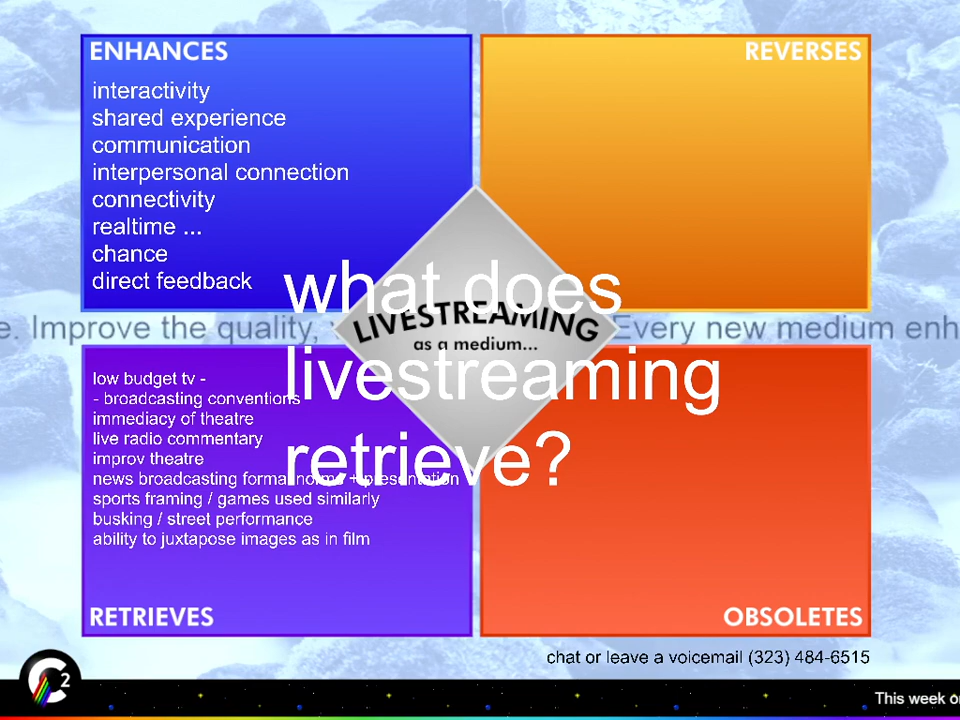 ENHANCES
REVERSES
interactivity
shared experience
communication
interpersonal connection
connectivity
realtime ...
chance
direct feedback
what does
livestreaming
retrieve?
e. Improve the quality,
Every new medium enh
LIVESTREAMING
as a medium...
low budget tv -
- broadcasting conventions
immediacy of theatre
live radio commentary
improv theatre
news broadcasting format norms + presentation
sports framing / games used similarly
busking / street performance
ability to juxtapose images as in film
RETRIEVES
OBSOLETES
chat or leave a voicemail (323) 484-6515
C2
This week o